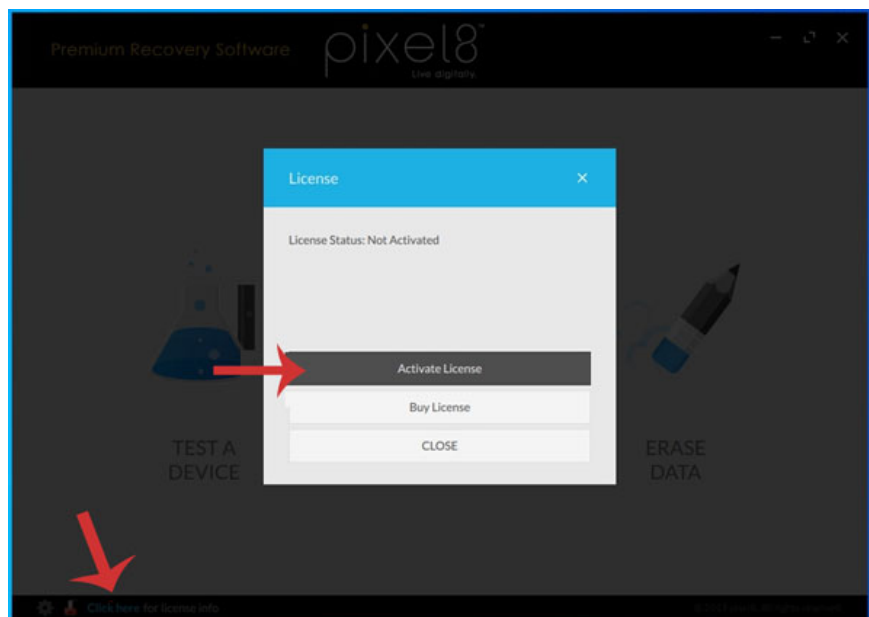 Premium Recovery Software
pixel8™
Live digitally.
License
License Status: Not Activated
Activate License
Buy License
CLOSE
TEST A
DEVICE
ERASE
DATA
Click here for license info